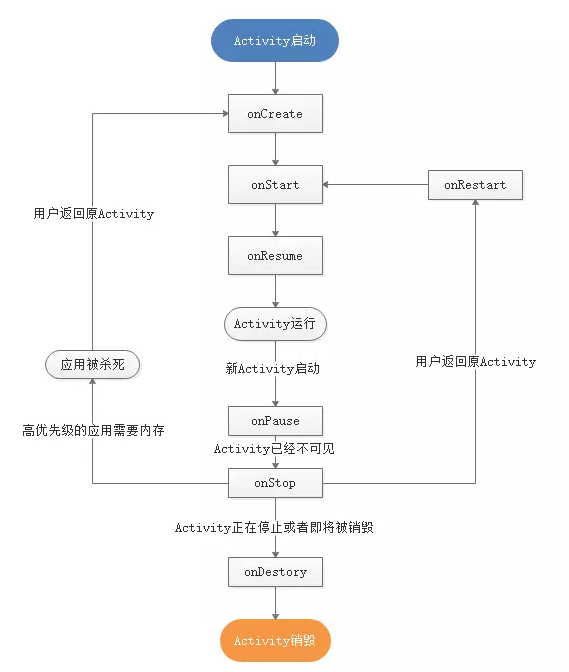 Activity启动
onCreate
onStart
onRestart
用户返回原Activity
onResume
Activity运行
应用被杀死
新Activity启动
用户返回原Activity
onPause
高优先级的应用需要内存
Activity已经不可见
onStop
Activity正在停止或者即将被销毁
onDestory
Activity销毁